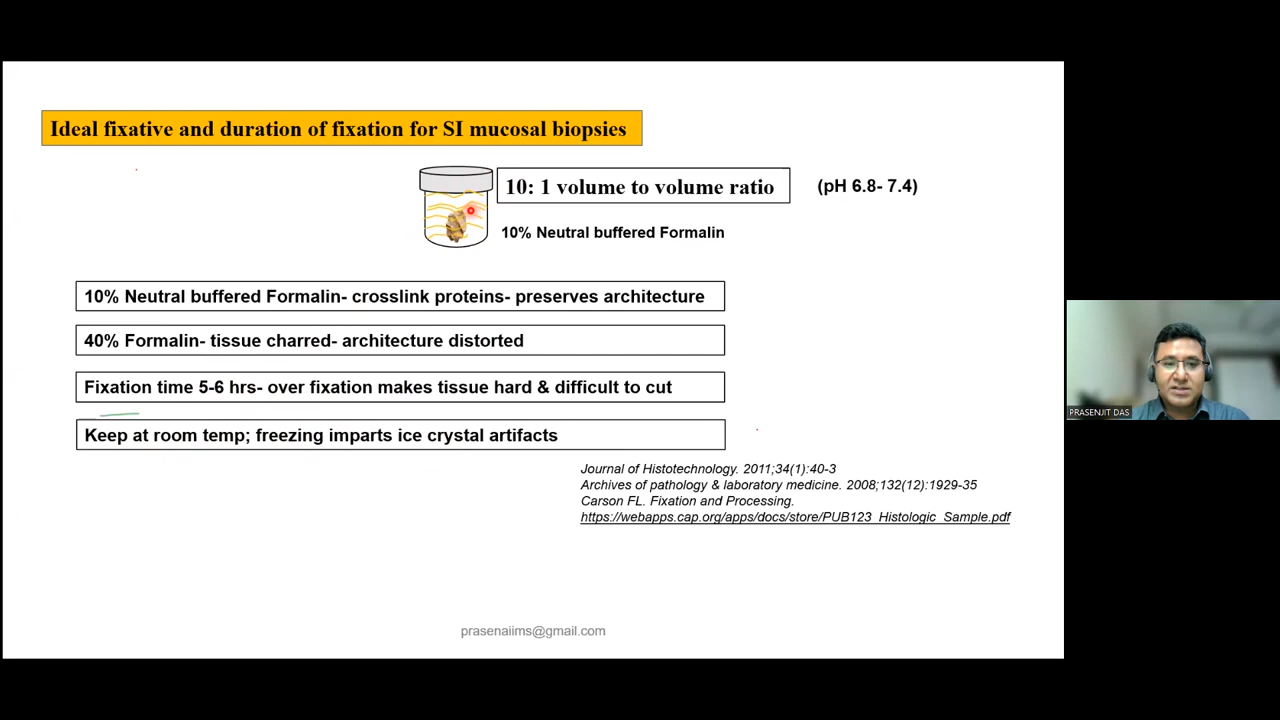 Ideal fixative and duration of fixation for SI mucosal biopsies
10: 1 volume to volume ratio
(pH 6.8- 7.4)
10% Neutral buffered Formalin
10% Neutral buffered Formalin- crosslink proteins- preserves architecture
40% Formalin- tissue charred- architecture distorted
Fixation time 5-6 hrs- over fixation makes tissue hard & difficult to cut
Keep at room temp; freezing imparts ice crystal artifacts
Journal of Histotechnology. 2011;34(1):40-3
Archives of pathology & laboratory medicine. 2008;132(12):1929-35
Carson FL. Fixation and Processing.
https://webapps.cap.org/apps/docs/store/PUB123_Histologic_Sample.pdf
prasenaiims@gmail.com
PRASENJIT DAS